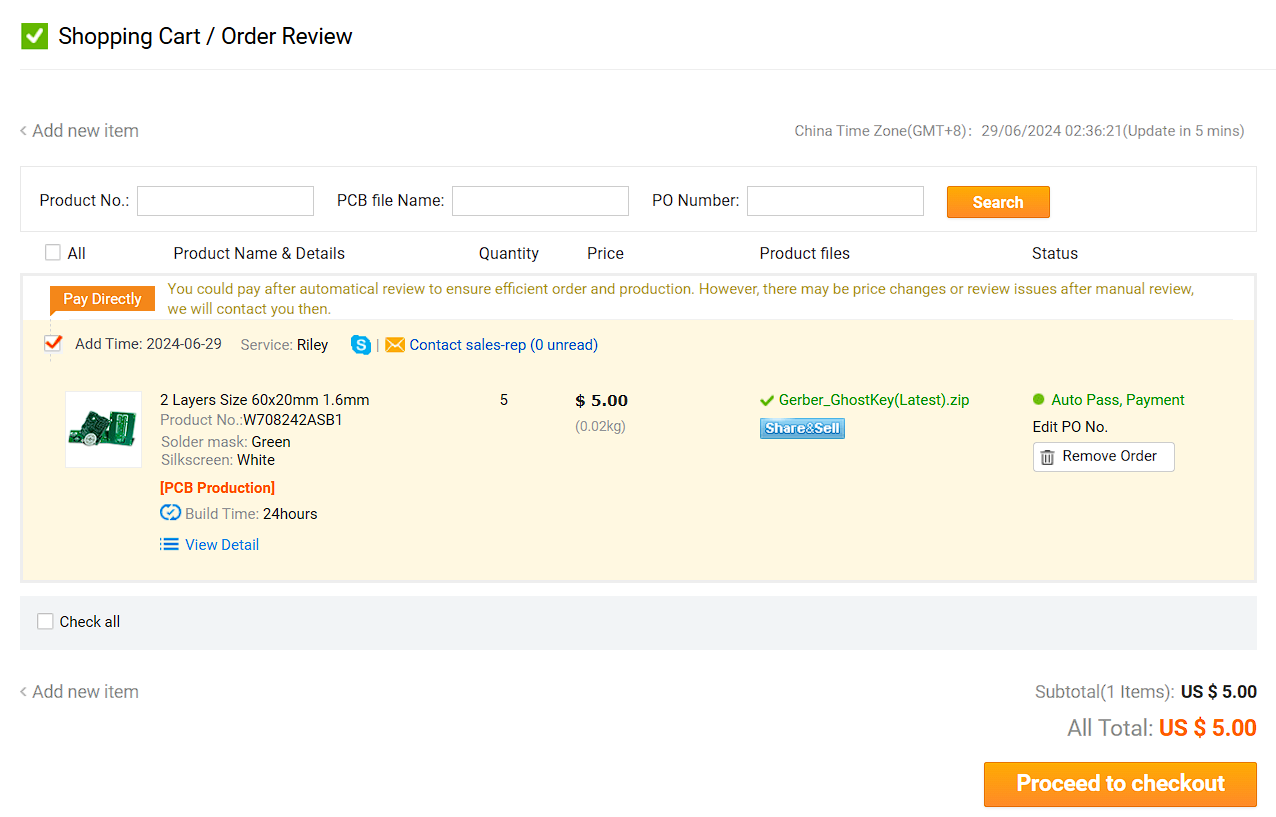 Shopping Cart / Order Review
< Add new item
China Time Zone(GMT+8): 29/06/2024 02:36:21(Update in 5 mins)
Product No.: PCB file Name: PO Number: Search
All Product Name & Details Quantity Price Product files Status
Pay Directly
You could pay after automatical review to ensure efficient order and production. However, there may be price changes or review issues after manual review,
we will contact you then.
Add Time: 2024-06-29 Service: Riley | Contact sales-rep (0 unread)
2 Layers Size 60x20mm 1.6mm 5 $ 5.00 Gerber_GhostKey(Latest).zip Auto Pass, Payment
Product No.:W708242ASB1 (0.02kg) Share&Sell Edit PO No.
Solder mask: Green
Silkscreen: White Remove Order
[PCB Production]
Build Time: 24hours
View Detail
Check all
< Add new item
Subtotal(1 Items): US $ 5.00
All Total: US $ 5.00
Proceed to checkout